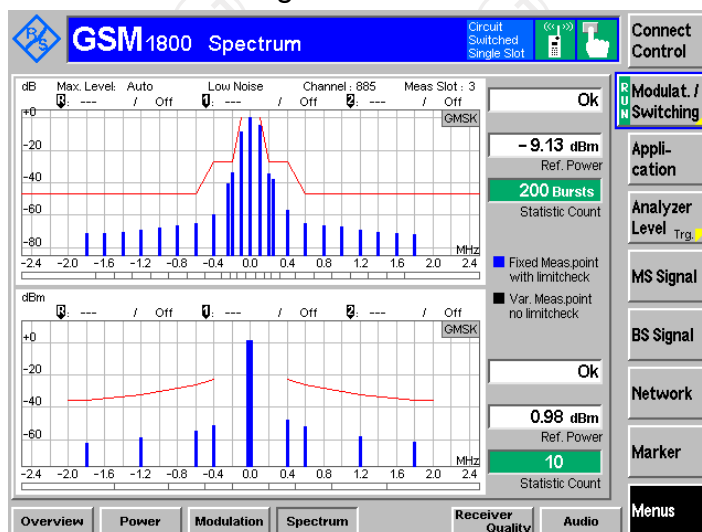 GSM 1800 Spectrum
Circuit
Switched
Single Slot
Connect
Control
dB Max. Level: Auto Low Noise Channel : 885 Meas Slot : 3
R: --- / Off 1: --- / Off 2: --- / Off
GMSK
+0
-20
-40
-60
-80
MHz
-2.4 -2.0 -1.6 -1.2 -0.8 -0.4 0.0 0.4 0.8 1.2 1.6 2.0 2.4
Ok
-9.13 dBm
Ref. Power
200 Bursts
Statistic Count
Fixed Meas.point
with limitcheck
Var. Meas.point
no limitcheck
dBm
R: --- / Off 1: --- / Off 2: --- / Off
GMSK
+0
-20
-40
-60
MHz
-2.4 -2.0 -1.6 -1.2 -0.8 -0.4 0.0 0.4 0.8 1.2 1.6 2.0 2.4
Ok
0.98 dBm
Ref. Power
10
Statistic Count
RUN
Modulat. /
Switching
Appli-
cation
Analyzer
Level Trg.
MS Signal
BS Signal
Network
Marker
Menus
Overview Power Modulation Spectrum Receiver Quality Audio